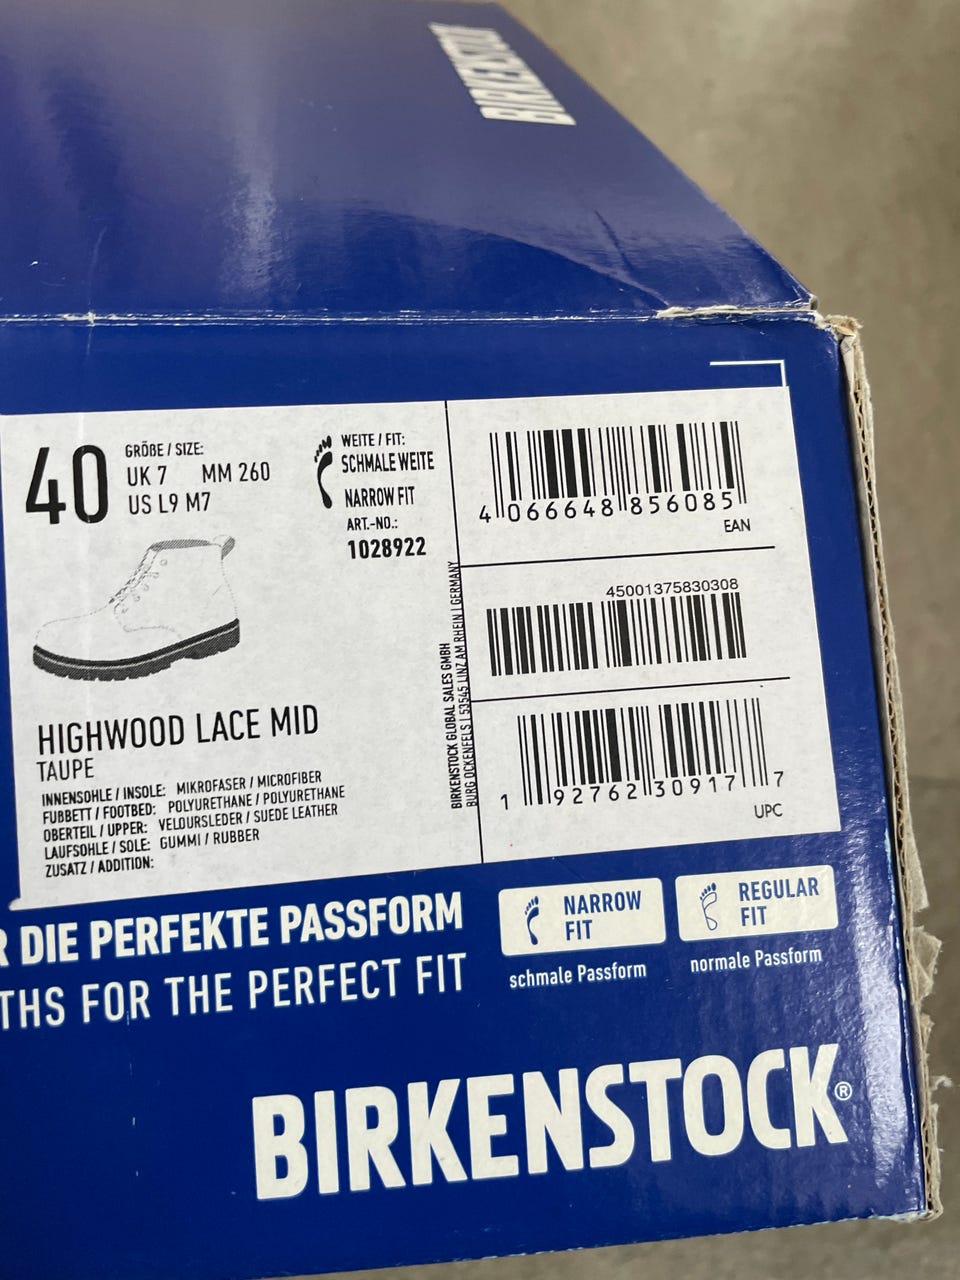 BIRKENSTOCK
40
GRÖßE / SIZE:
UK 7 MM 260
US L9 M7
WEITE / FIT:
SCHMALE WEITE
NARROW FIT
ART.-NO.:
1028922
HIGHWOOD LACE MID
TAUPE
INNENSOHLE / INSOLE: MIKROFASER / MICROFIBER
FUBBETT / FOOTBED: POLYURETHANE / POLYURETHANE
OBERTEIL / UPPER: VELOURSLEDER / SUEDE LEATHER
LAUFSOHLE / SOLE: GUMMI / RUBBER
ZUSATZ / ADDITION:
BIRKENSTOCK GLOBAL SALES GMBH
BURG OCKENFELS | 53545 LINZ AM RHEIN | GERMANY
4 066648 856085
EAN
45001375830308
1 92762 30917 7
UPC
R DIE PERFEKTE PASSFORM
THS FOR THE PERFECT FIT
NARROW
FIT
schmale Passform
REGULAR
FIT
normale Passform
BIRKENSTOCK®